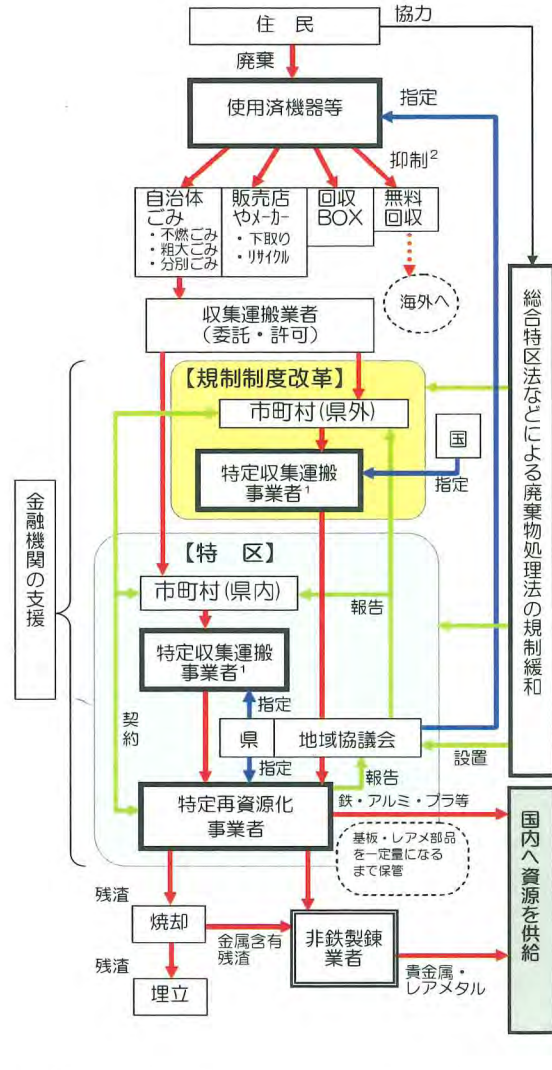 住　民
協力
廃棄
使用済機器等
指定
抑制2
自治体
ごみ
・不燃ごみ
・粗大ごみ
・分別ごみ
販売店
やメーカー
・下取り
・リサイクル
回収
BOX
無料
回収
海外へ
収集運搬業者
（委託・許可）
【規制制度改革】
市町村（県外）
国
特定収集運搬
事業者1
指定
金融機関の支援
総合特区法などによる廃棄物処理法の規制緩和
【特　区】
市町村（県内）
報告
特定収集運搬
事業者1
指定
契約
県
地域協議会
設置
指定
報告
特定再資源化
事業者
鉄・アルミ・プラ等
基板・レアメ部品
を一定量になる
まで保管
国内へ資源を供給
残渣
焼却
金属含有
残渣
非鉄製錬
業者
残渣
埋立
貴金属・
レアメタル